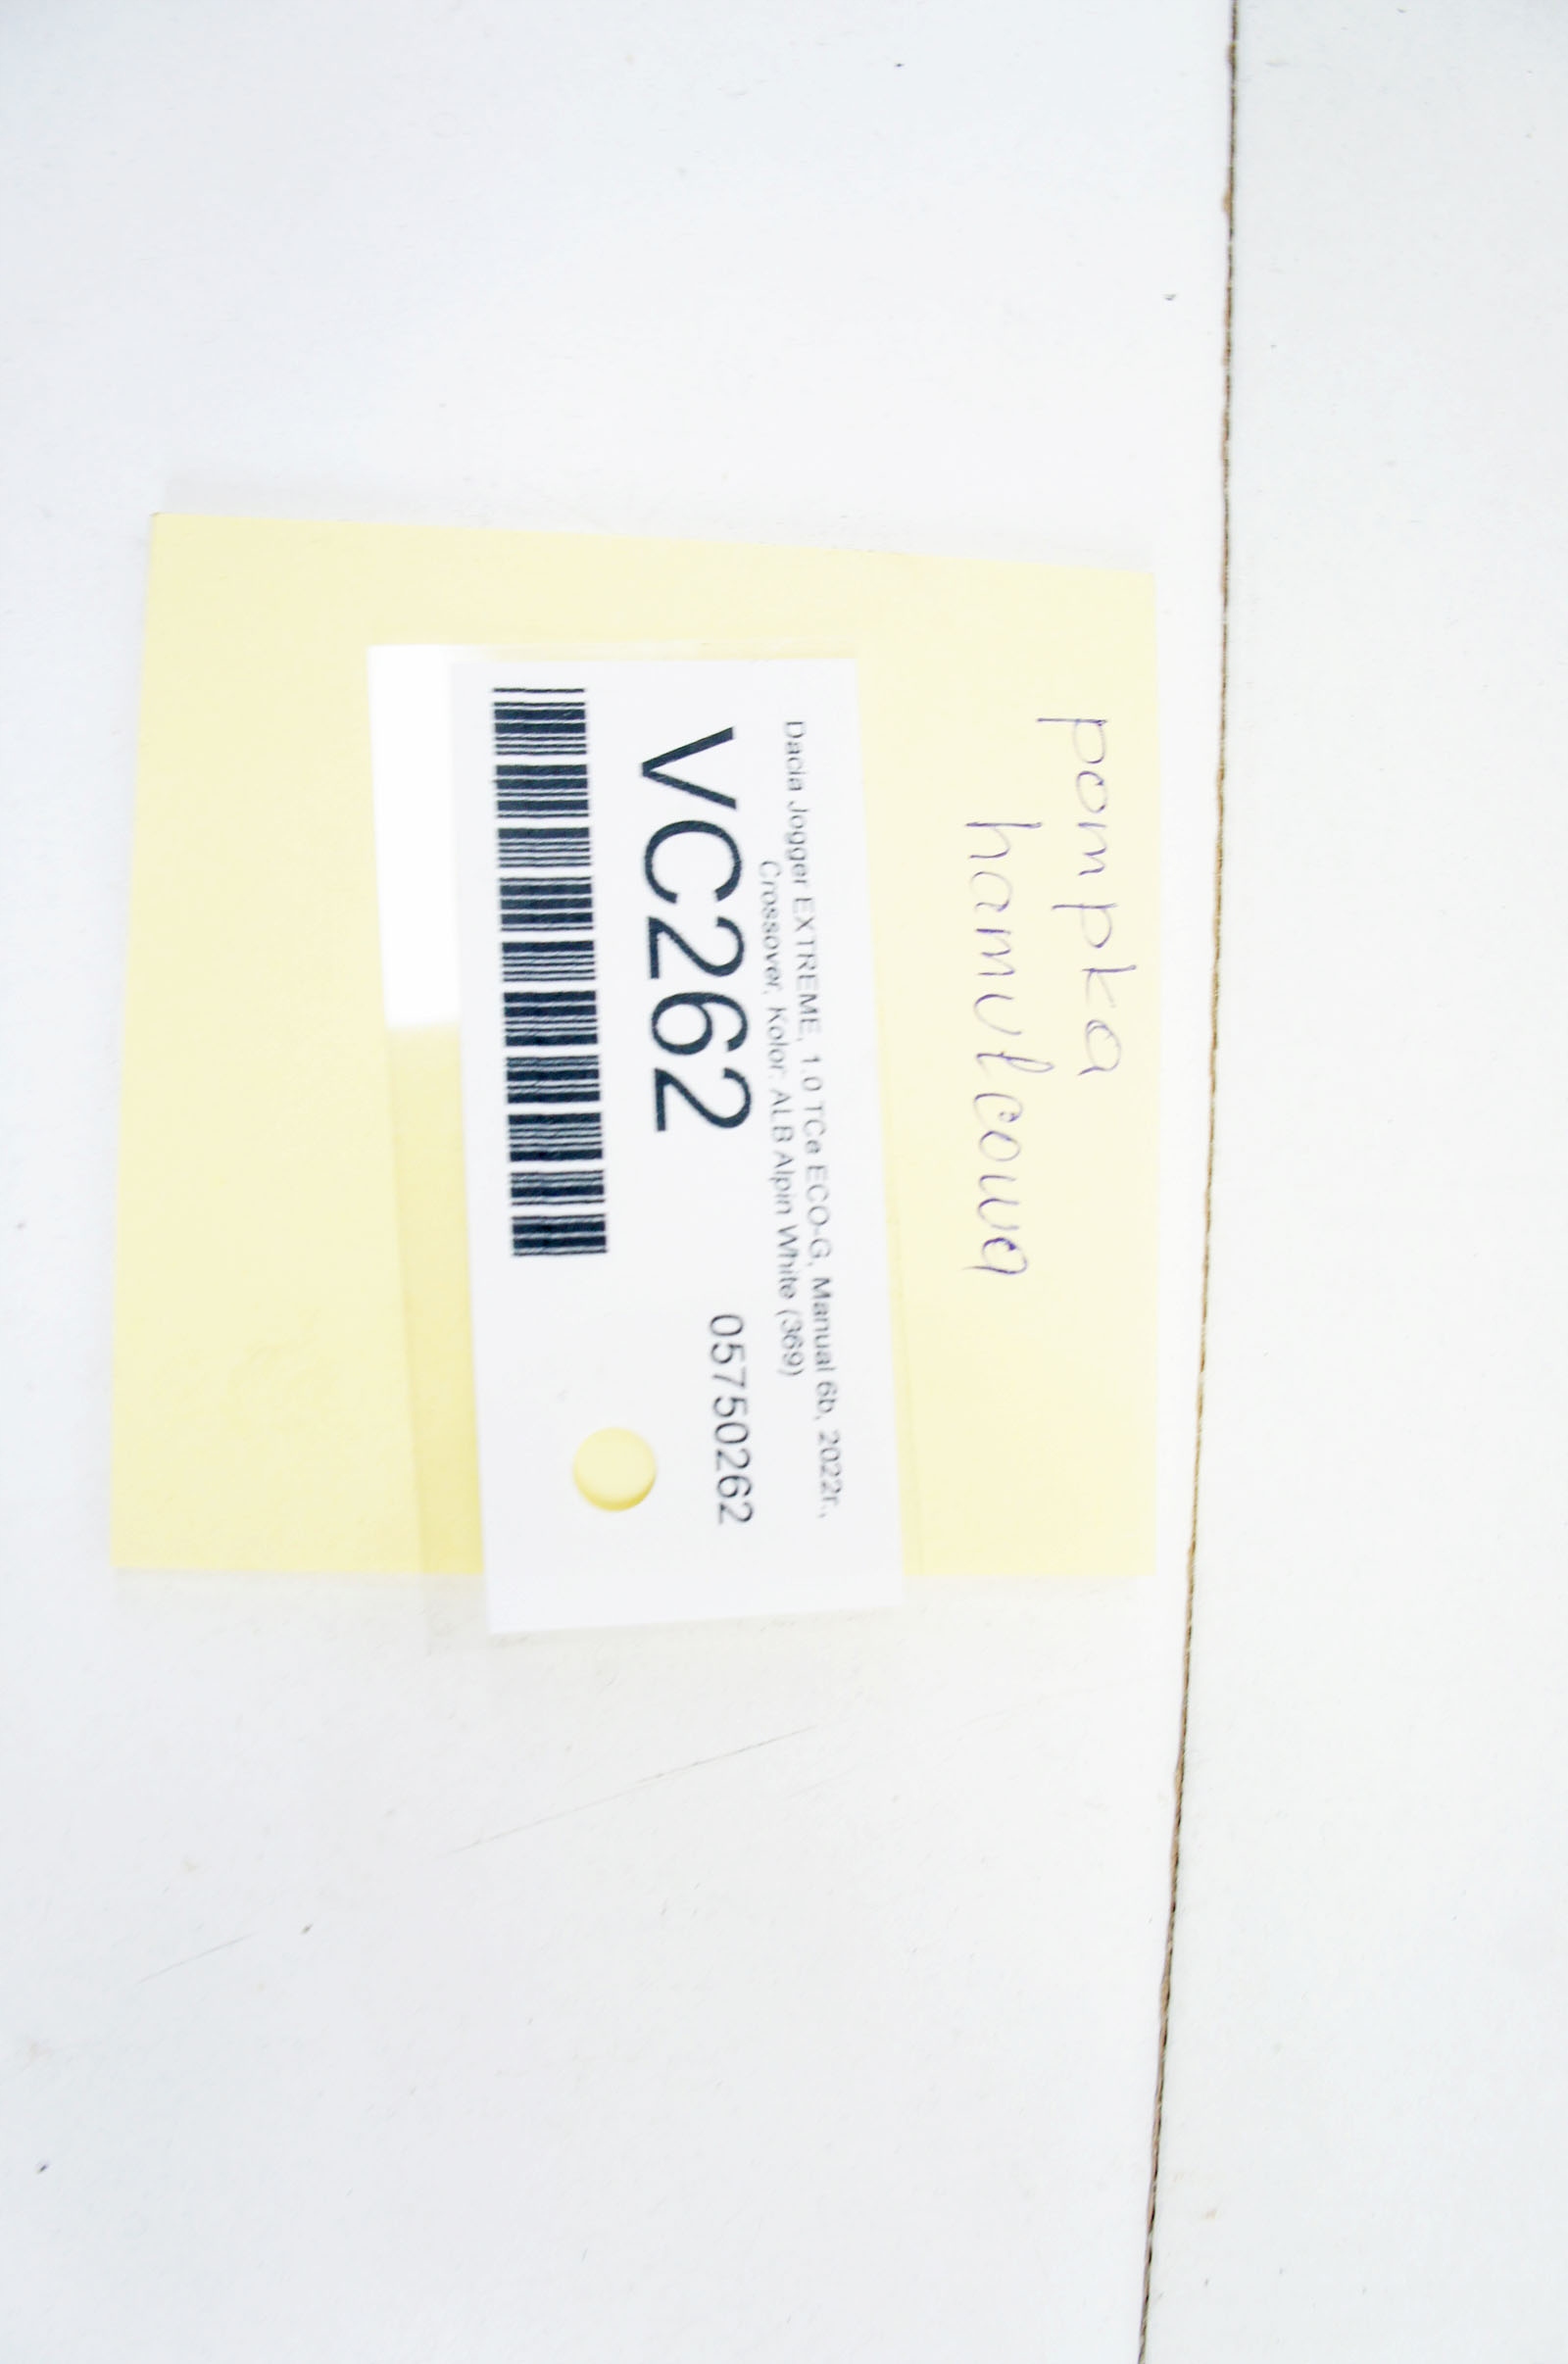 pompka
hamulcowa
Dacia Jogger EXTREME, 1.0 TCe ECO-G, Manual 6b, 2022r.,
Crossover, Kolor: ALB Alpin White (369)
VC262 05750262